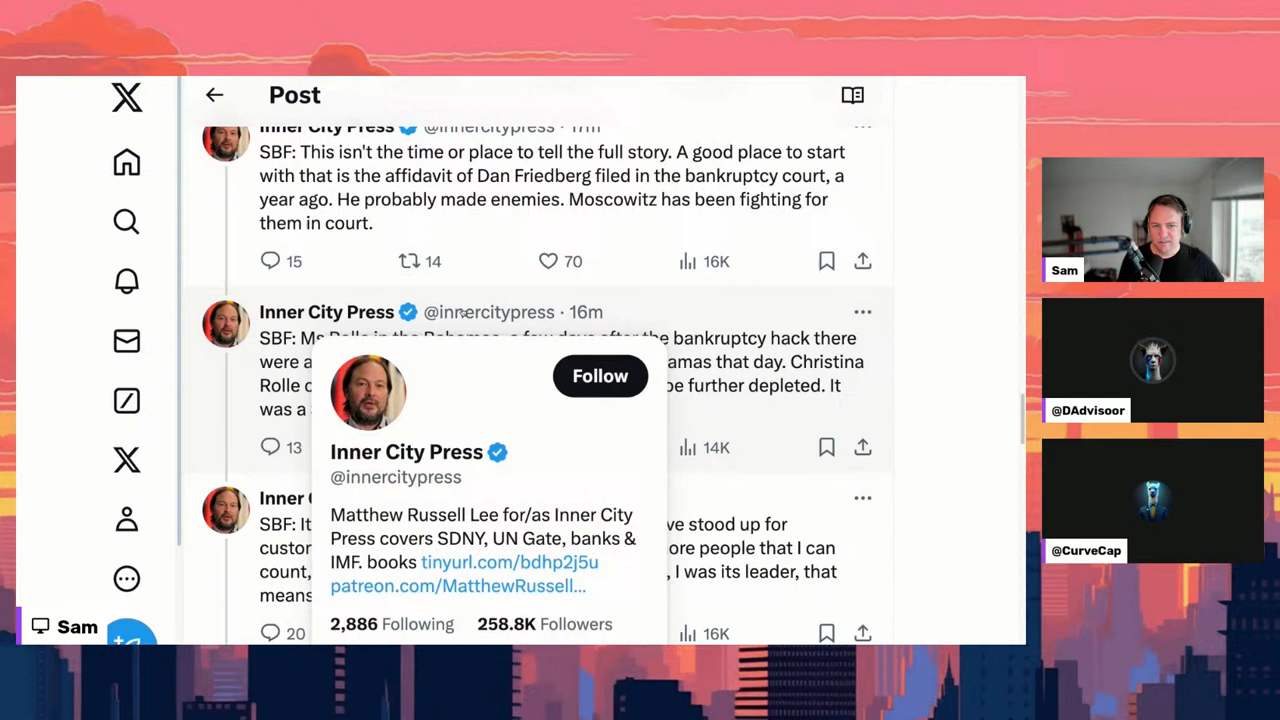 Post
Inner City Press @innercitypress · 17m
SBF: This isn't the time or place to tell the full story. A good place to start
with that is the affidavit of Dan Friedberg filed in the bankruptcy court, a
year ago. He probably made enemies. Moscowitz has been fighting for
them in court.
15 14 70 16K
Inner City Press @innercitypress · 16m
SBF: Ms Rolle in the Bahamas, a few days after the bankruptcy hack there
were a
amas that day. Christina
Rolle
be further depleted. It
was a
13 14K
Follow
Inner City Press
@innercitypress
Matthew Russell Lee for/as Inner City
Press covers SDNY, UN Gate, banks &
IMF. books tinyurl.com/bdhp2j5u
patreon.com/MatthewRussell...
2,886 Following 258.8K Followers
Inner
SBF: It
ve stood up for
custo
ore people that I can
count,
, I was its leader, that
means
20 16K
Sam
Sam
@DAdvisoor
@CurveCap